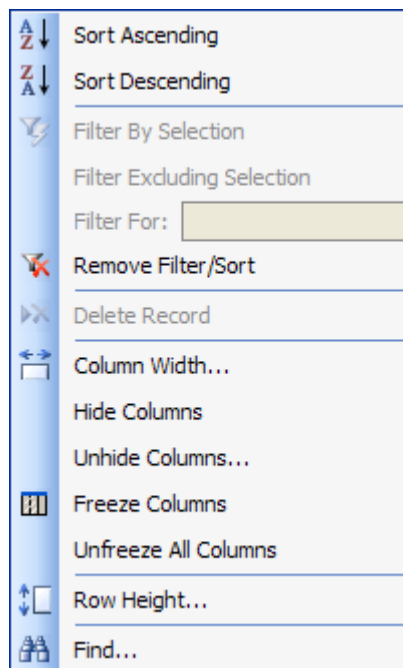 A
Z
Sort Ascending
Z
A
Sort Descending
Filter By Selection
Filter Excluding Selection
Filter For:
Remove Filter/Sort
Delete Record
Column Width...
Hide Columns
Unhide Columns...
Freeze Columns
Unfreeze All Columns
Row Height...
Find...